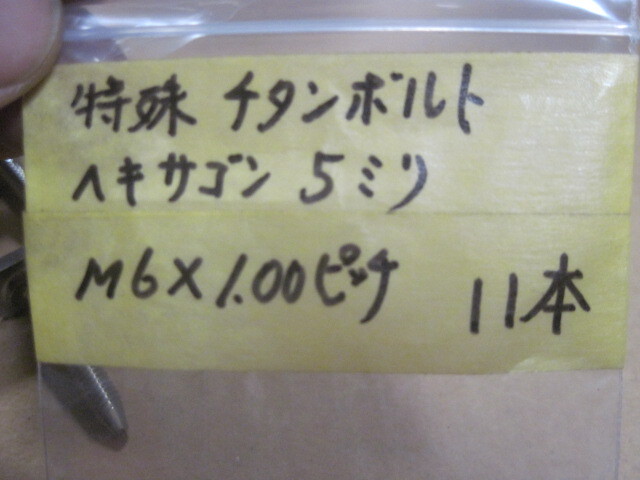 特殊 チタンボルト
ヘキサゴン 5ミリ
M6×1.00ピッチ 11本